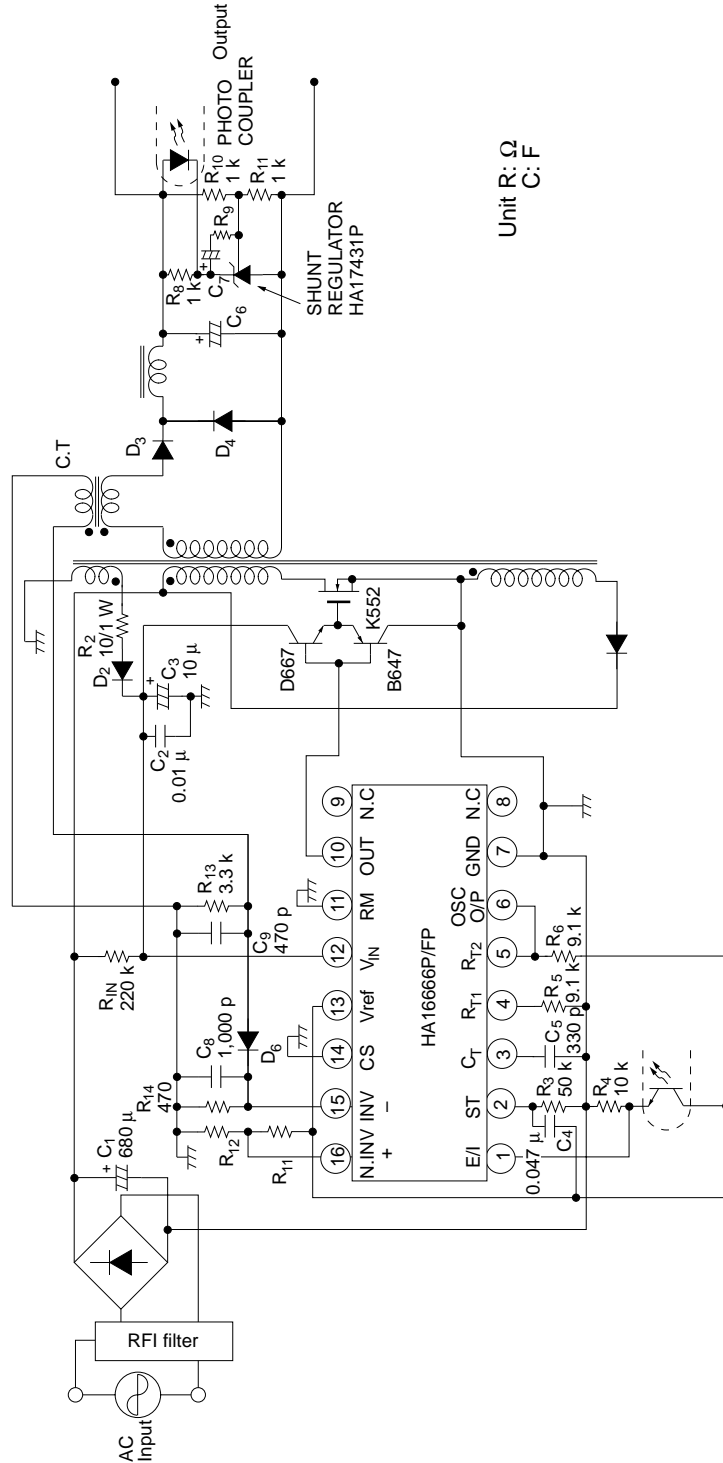 AC
Input
RFI filter
C1
680 μ
+
RIN
220 k
R14
470
C8
1,000 p
R13
3.3 k
C9
470 p
D6
R12
R11
C2
0.01 μ
C3
10 μ
+
D2
R2
10/1 W
C.T
D3
D4
D667
B647
K552
C6
+
R8
1 k
C7
+
R9
R10
1 k
R11
1 k
PHOTO
COUPLER
Output
SHUNT
REGULATOR
HA17431P
Unit R: Ω
C: F
16
15
14
13
12
11
10
9
N.INV
+
INV
−
CS
Vref
VIN
RM
OUT
N.C
HA16666P/FP
E/I
ST
CT
RT1
RT2
OSC
O/P
GND
N.C
1
2
3
4
5
6
7
8
0.047 μ
C4
R3
50 k
R4
10 k
C5
330 p
R5
9.1 k
R6
9.1 k